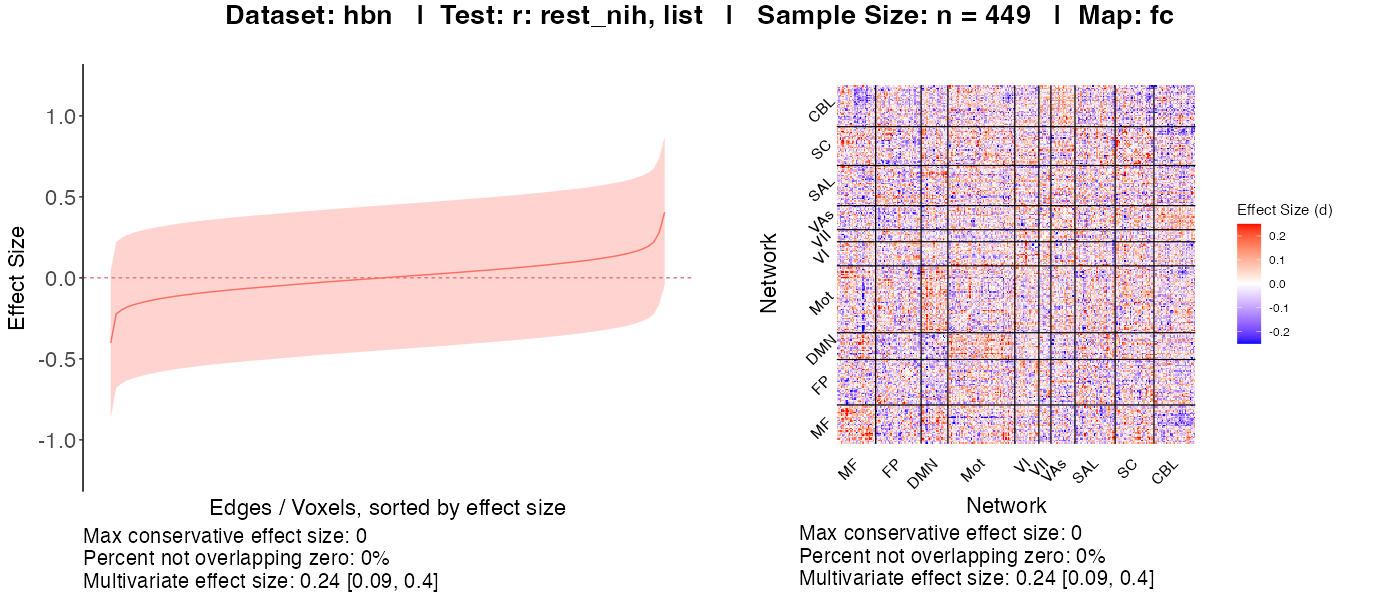 Dataset: hbn | Test: r: rest_nih, list | Sample Size: n = 449 | Map: fc
Effect Size
1.0
0.5
0.0
-0.5
-1.0
Edges / Voxels, sorted by effect size
Max conservative effect size: 0
Percent not overlapping zero: 0%
Multivariate effect size: 0.24 [0.09, 0.4]
Network
CBL
SC
SAL
VAs
VII
VI
Mot
DMN
FP
MF
MF
FP
DMN
Mot
VI
VII
VAs
SAL
SC
CBL
Network
Max conservative effect size: 0
Percent not overlapping zero: 0%
Multivariate effect size: 0.24 [0.09, 0.4]
Effect Size (d)
0.2
0.1
0.0
-0.1
-0.2